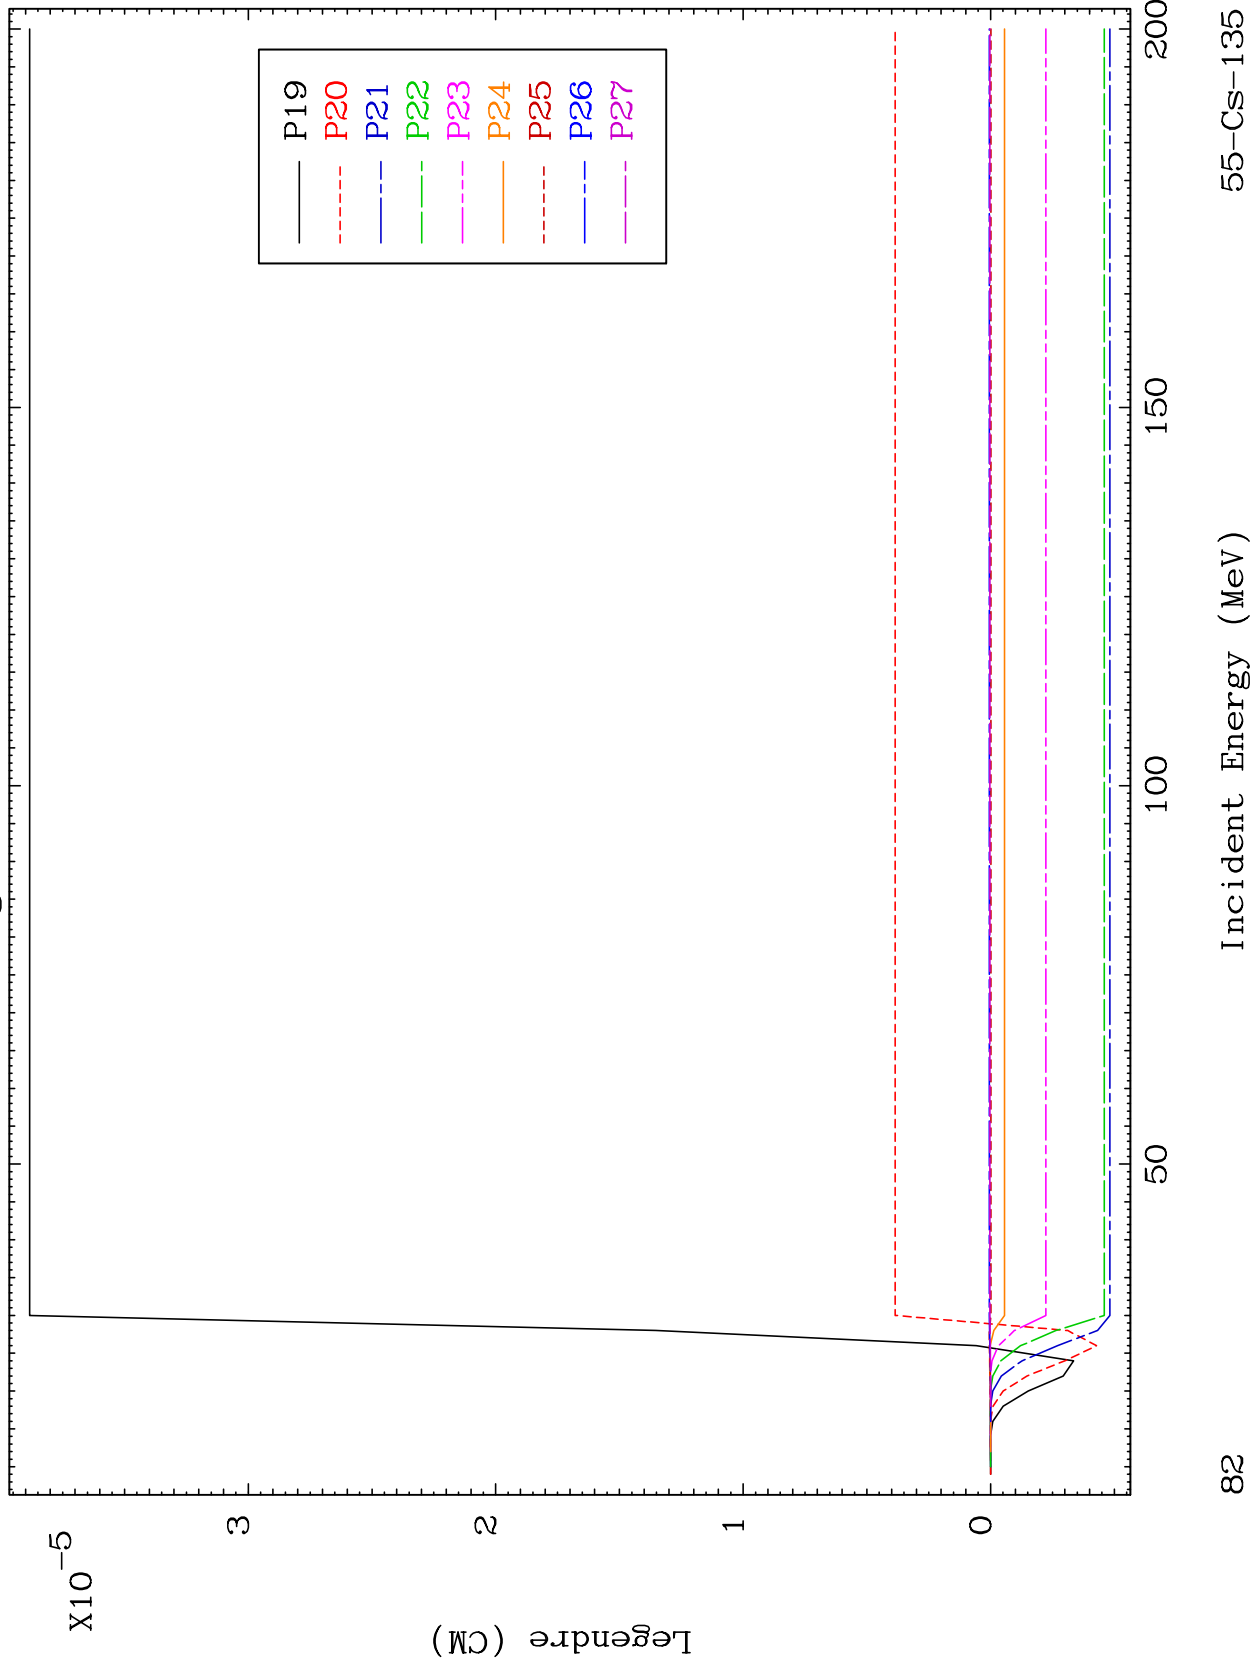 X10-5
3
2
1
0
Legendre (CM)
P19
P20
P21
P22
P23
P24
P25
P26
P27
50
100
150
200
Incident Energy (MeV)
82
55-Cs-135